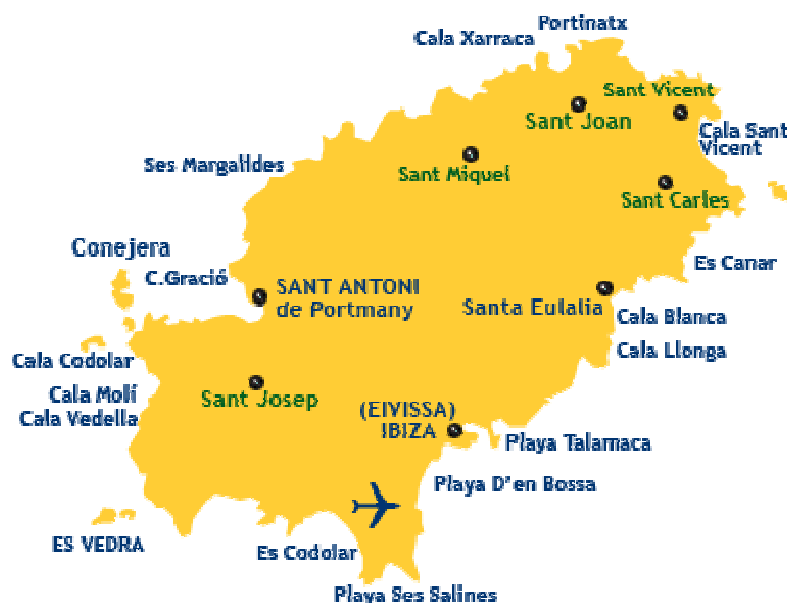 Portinatx
Cala Xarraca
Sant Vicent
Sant Joan
Cala Sant
Vicent
Ses Margalides
Sant Miquel
Sant Carles
Conejera
C.Gració
Es Canar
SANT ANTONI
de Portmany
Santa Eulalia
Cala Blanca
Cala Llonga
Cala Codolar
Cala Molí
Cala Vedella
Sant Josep
(EIVISSA)
IBIZA
Playa Talamaca
Playa D'en Bossa
ES VEDRA
Es Codolar
Playa Ses Salines